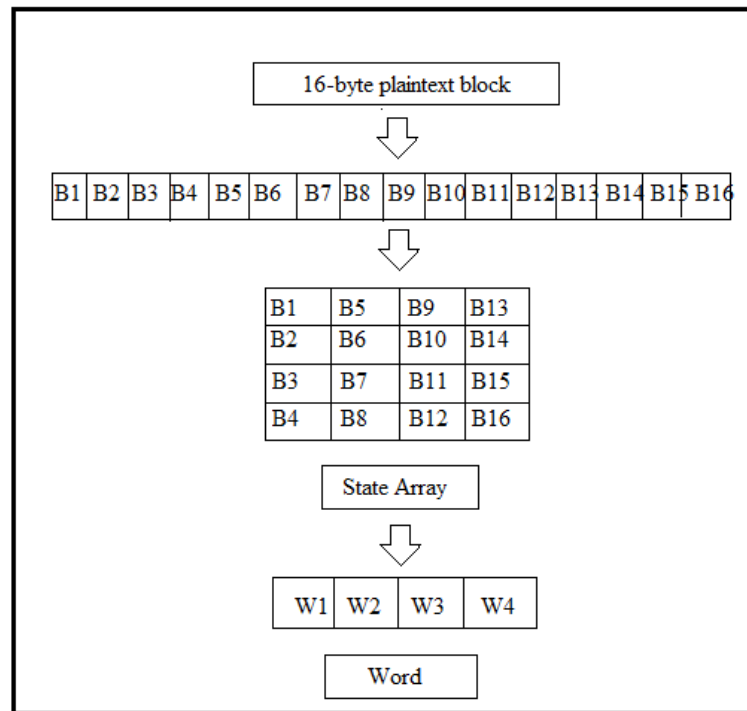 16-byte plaintext block
B1 B2 B3 B4 B5 B6 B7 B8 B9 B10 B11 B12 B13 B14 B15 B16
B1 B5 B9 B13
B2 B6 B10 B14
B3 B7 B11 B15
B4 B8 B12 B16
State Array
W1 W2 W3 W4
Word